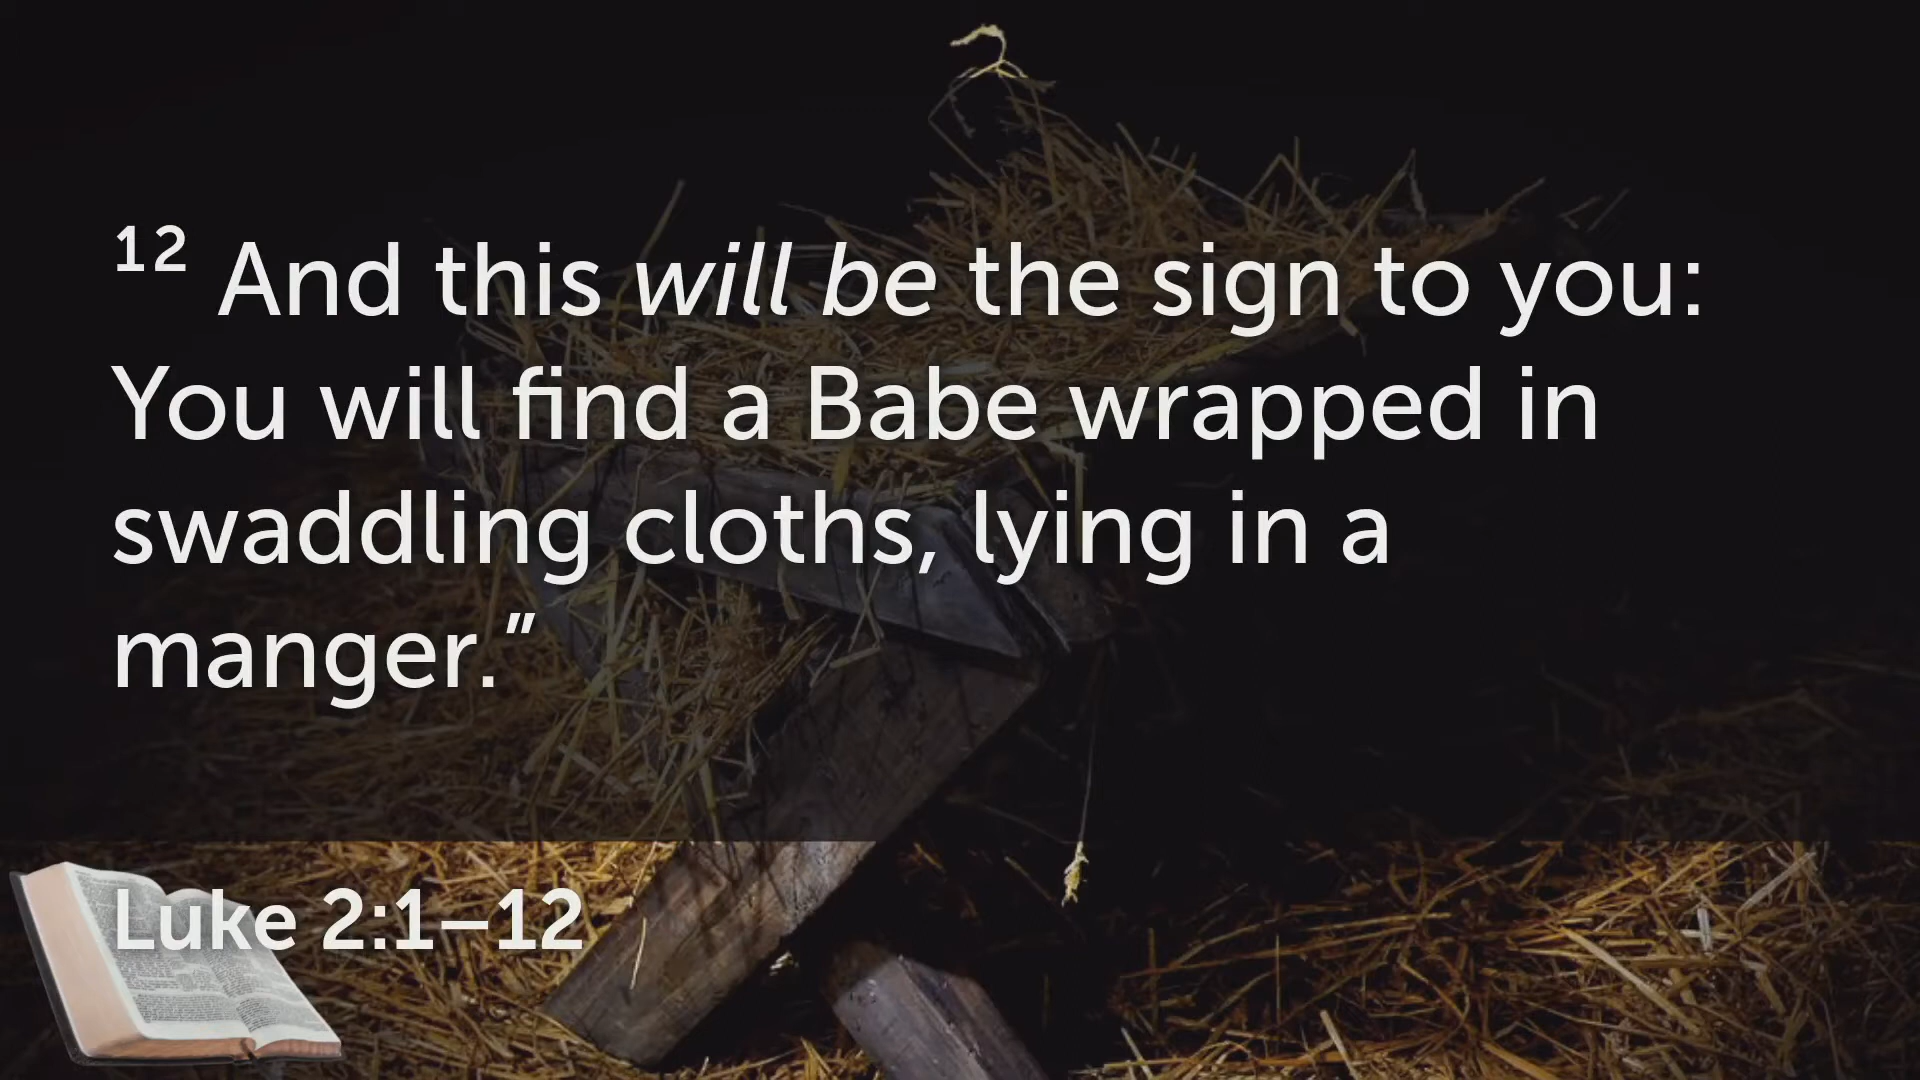 12 And this will be the sign to you:
You will find a Babe wrapped in
swaddling cloths, lying in a
manger.”
Luke 2:1–12